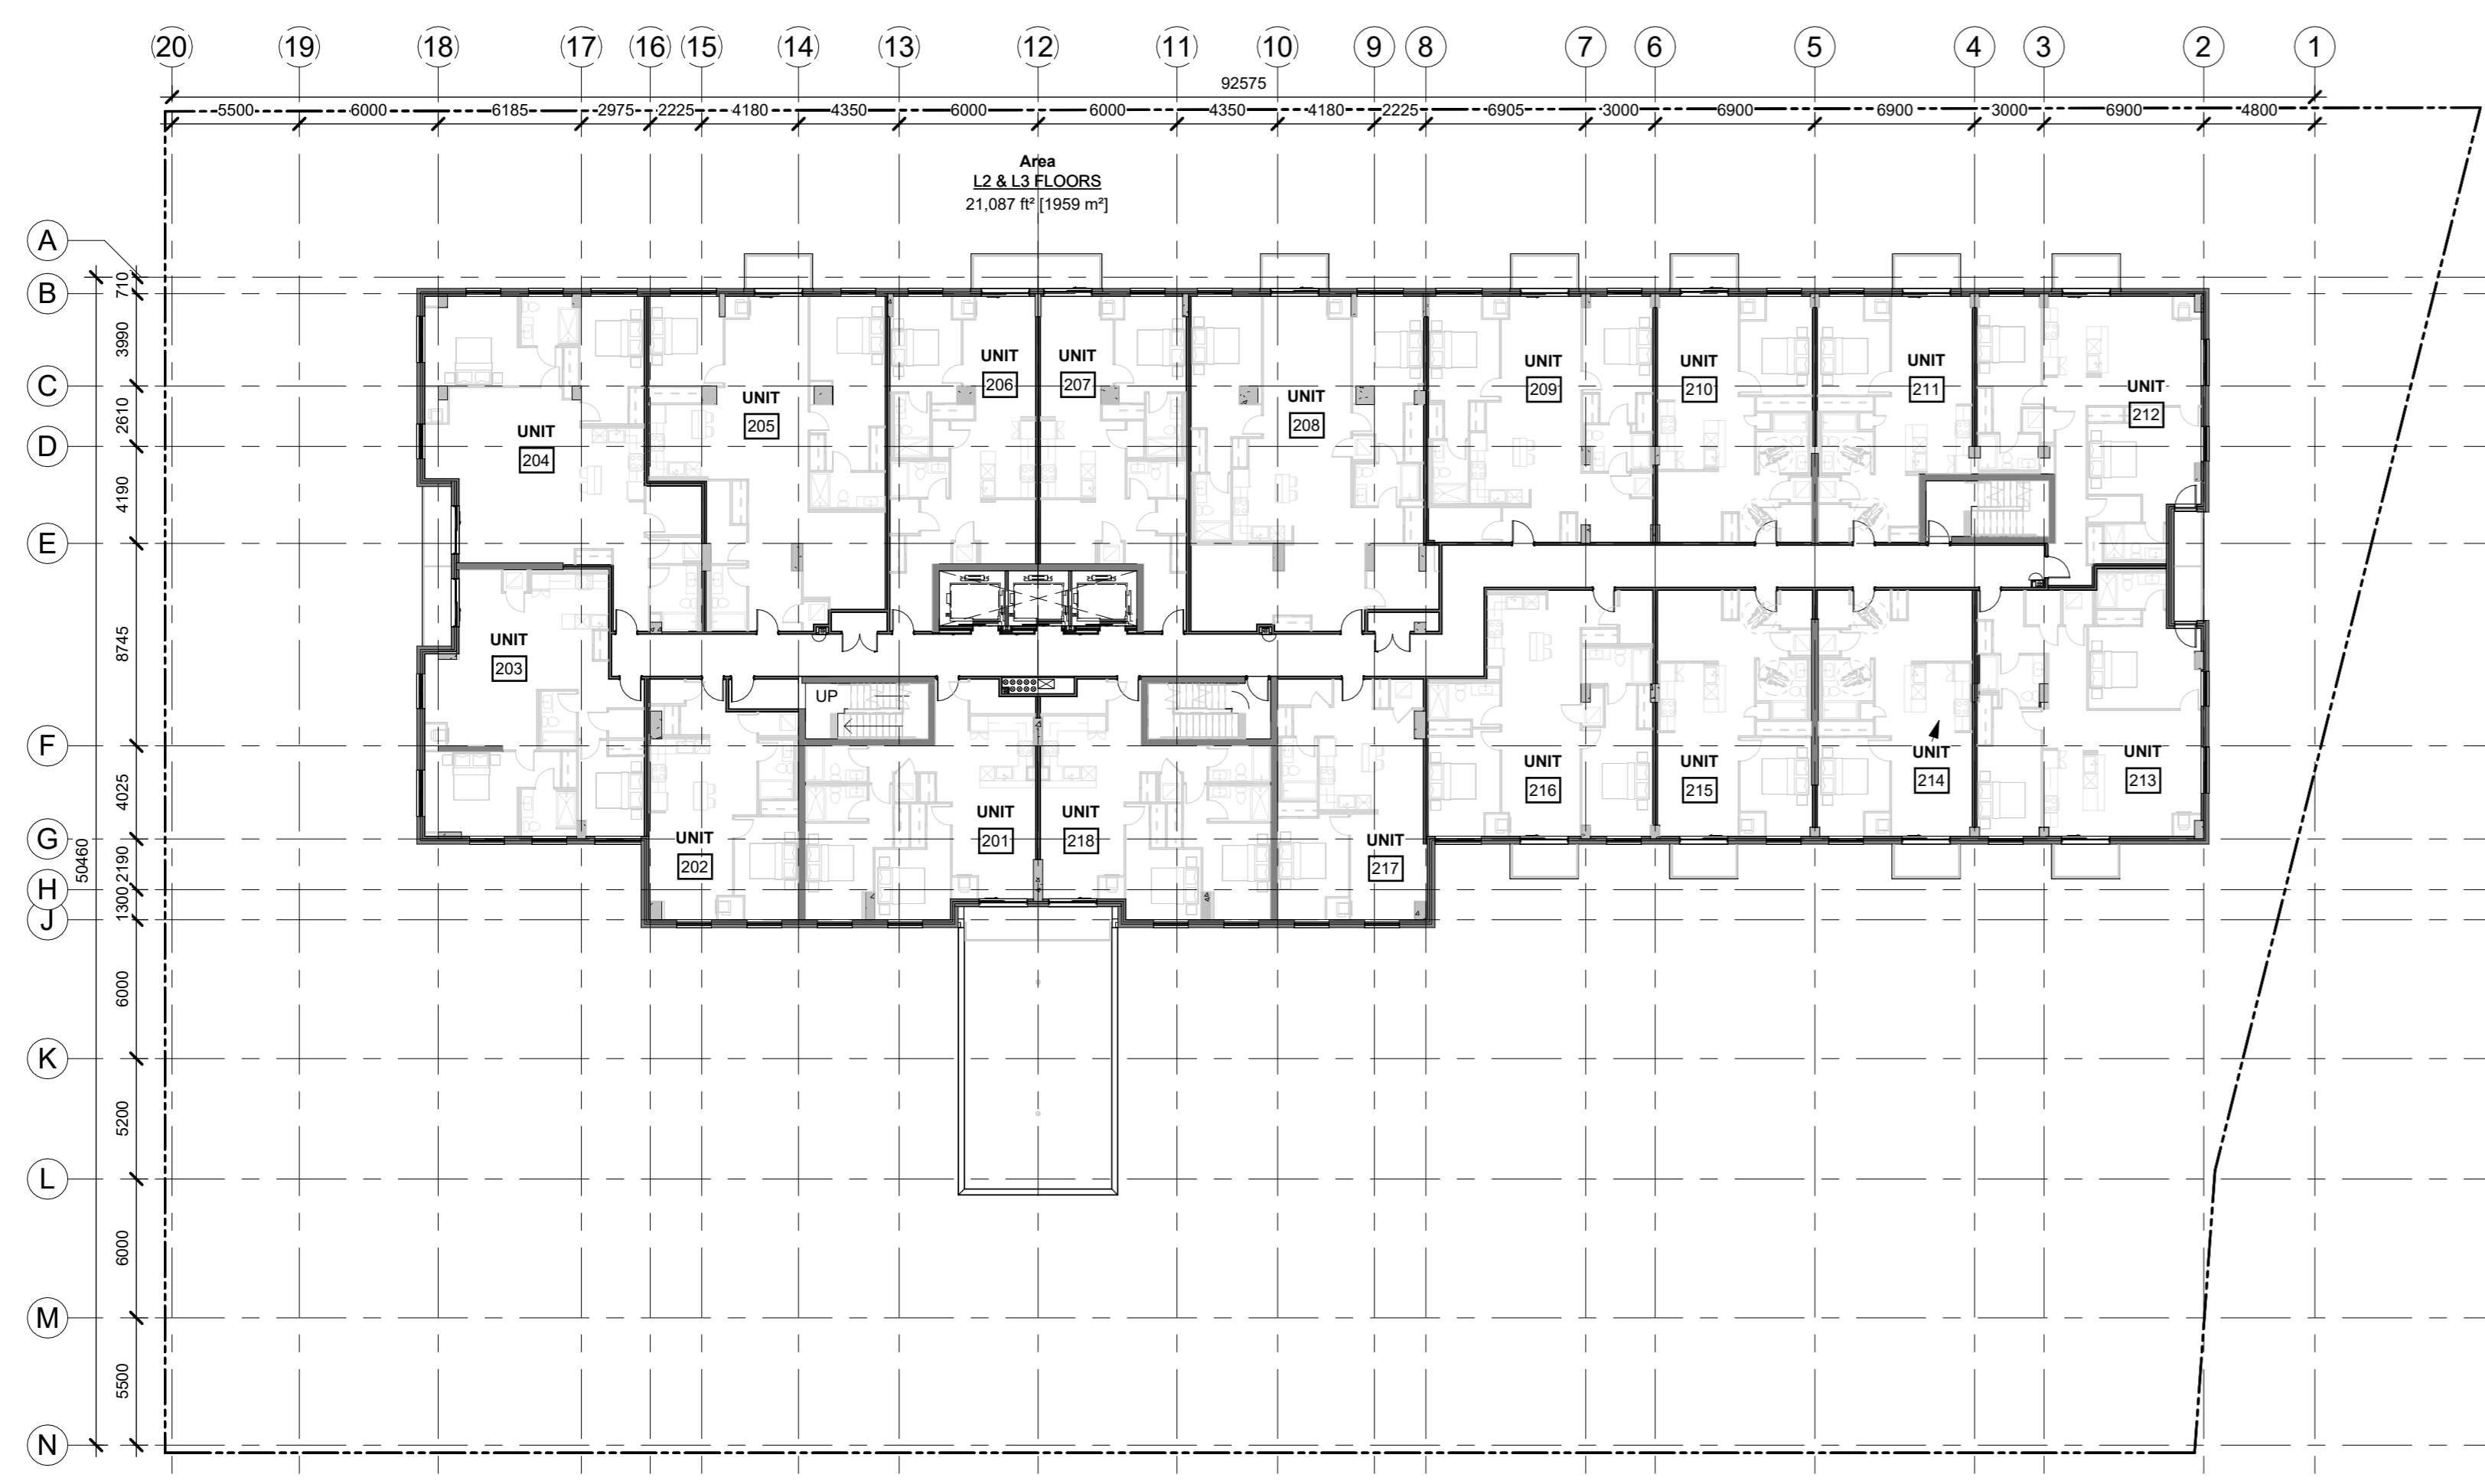 20 19 18 17 16 15 14 13 12 11 10 9 8 7 6 5 4 3 2 1
92575
5500 6000 6185 2975 2225 4180 4350 6000 6000 4350 4180 2225 6905 3000 6900 6900 3000 6900 4800
Area
L2 & L3 FLOORS
21,087 ft² [1959 m²]
A
710
B
3990
C
2610
D
4190
E
8745
F
4025
G
2190
H
1300
J
6000
K
5200
L
6000
M
5500
N
50460
UNIT
204
UNIT
205
UNIT
206
UNIT
207
UNIT
208
UNIT
209
UNIT
210
UNIT
211
UNIT
212
UNIT
203
UP
UNIT
202
UNIT
201
UNIT
218
UNIT
217
UNIT
216
UNIT
215
UNIT
214
UNIT
213